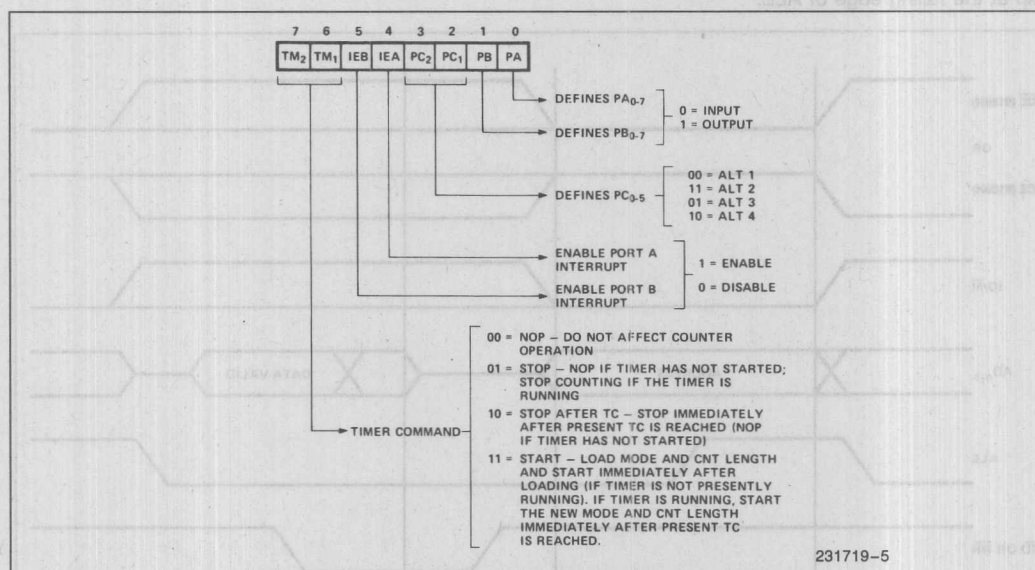 7 6 5 4 3 2 1 0
TM2 TM1 IEB IEA PC2 PC1 PB PA
DEFINES PA0-7
DEFINES PB0-7
0 = INPUT
1 = OUTPUT
DEFINES PC0-5
00 = ALT 1
11 = ALT 2
01 = ALT 3
10 = ALT 4
ENABLE PORT A
INTERRUPT
ENABLE PORT B
INTERRUPT
1 = ENABLE
0 = DISABLE
TIMER COMMAND
00 = NOP – DO NOT AFFECT COUNTER
OPERATION
01 = STOP – NOP IF TIMER HAS NOT STARTED;
STOP COUNTING IF THE TIMER IS
RUNNING
10 = STOP AFTER TC – STOP IMMEDIATELY
AFTER PRESENT TC IS REACHED (NOP
IF TIMER HAS NOT STARTED)
11 = START – LOAD MODE AND CNT LENGTH
AND START IMMEDIATELY AFTER
LOADING (IF TIMER IS NOT PRESENTLY
RUNNING). IF TIMER IS RUNNING, START
THE NEW MODE AND CNT LENGTH
IMMEDIATELY AFTER PRESENT TC
IS REACHED.
231719–5